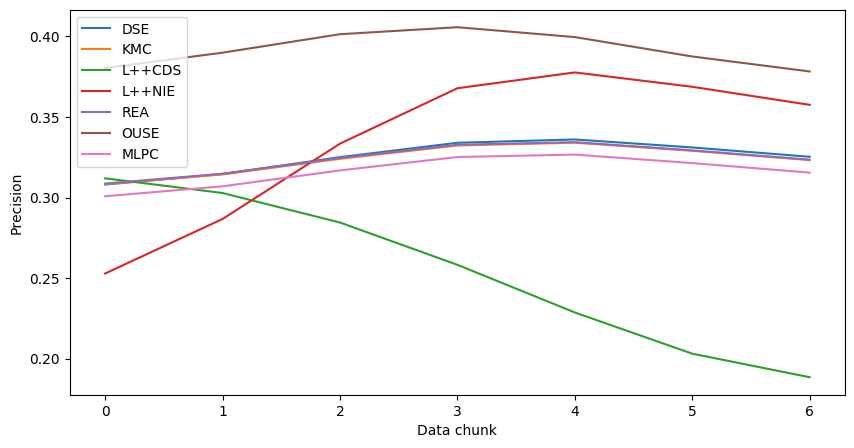 DSE
KMC
L++CDS
L++NIE
REA
OUSE
MLPC
Precision
0.40
0.35
0.30
0.25
0.20
0 1 2 3 4 5 6
Data chunk